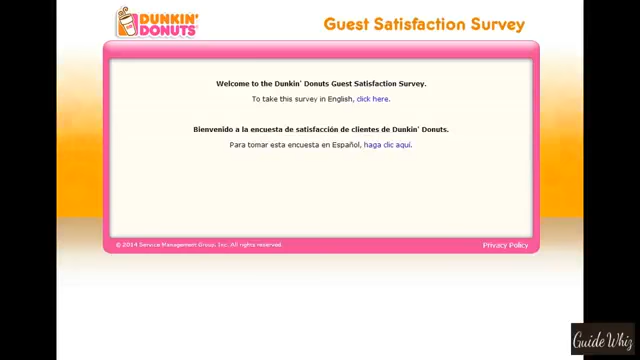 DUNKIN'
DONUTS
Guest Satisfaction Survey
Welcome to the Dunkin' Donuts Guest Satisfaction Survey.
To take this survey in English, click here.
Bienvenido a la encuesta de satisfacción de clientes de Dunkin' Donuts.
Para tomar esta encuesta en Español, haga clic aquí.
© 2014 Service Management Group, Inc. All rights reserved.
Privacy Policy
Guide Whiz